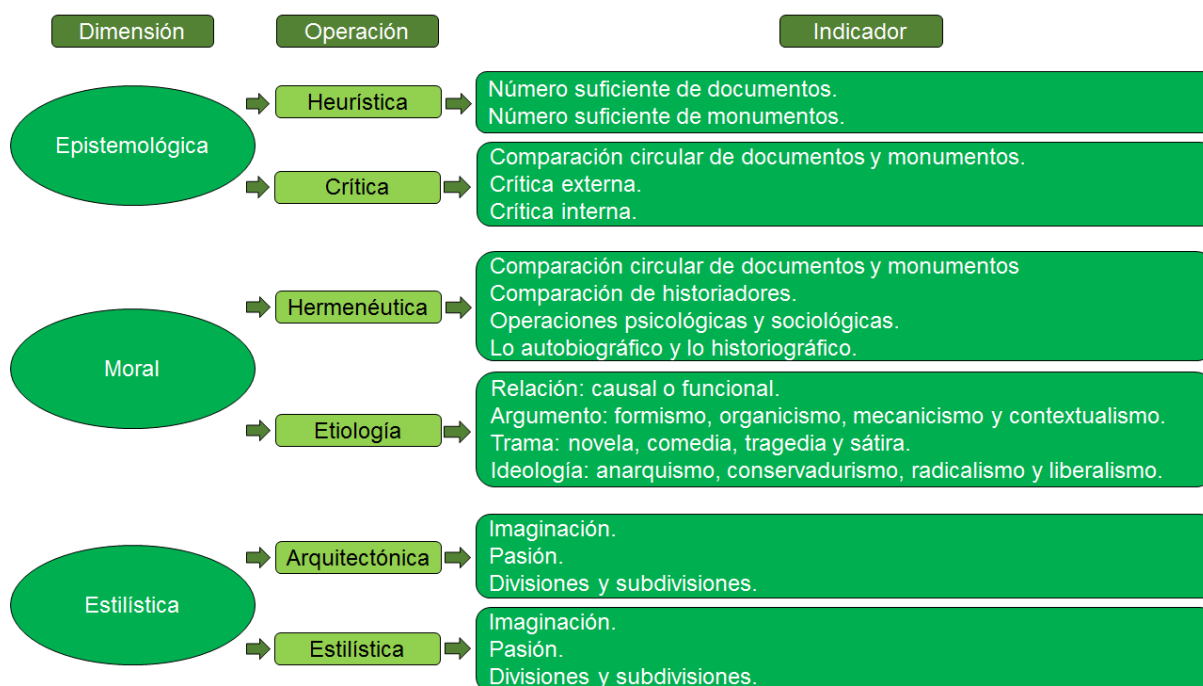 Dimensión
Operación
Indicador
Epistemológica
Heurística
Número suficiente de documentos.
Número suficiente de monumentos.
Crítica
Comparación circular de documentos y monumentos.
Crítica externa.
Crítica interna.
Moral
Hermenéutica
Comparación circular de documentos y monumentos
Comparación de historiadores.
Operaciones psicológicas y sociológicas.
Lo autobiográfico y lo historiográfico.
Etiología
Relación: causal o funcional.
Argumento: formismo, organicismo, mecanicismo y contextualismo.
Trama: novela, comedia, tragedia y sátira.
Ideología: anarquismo, conservadurismo, radicalismo y liberalismo.
Estilística
Arquitectónica
Imaginación.
Pasión.
Divisiones y subdivisiones.
Estilística
Imaginación.
Pasión.
Divisiones y subdivisiones.